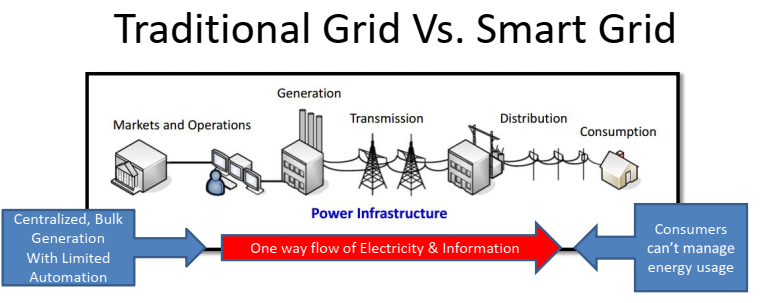 Traditional Grid Vs. Smart Grid
Generation
Markets and Operations
Transmission
Distribution
Consumption
Power Infrastructure
Centralized, Bulk
Generation
With Limited
Automation
One way flow of Electricity & Information
Consumers
can’t manage
energy usage